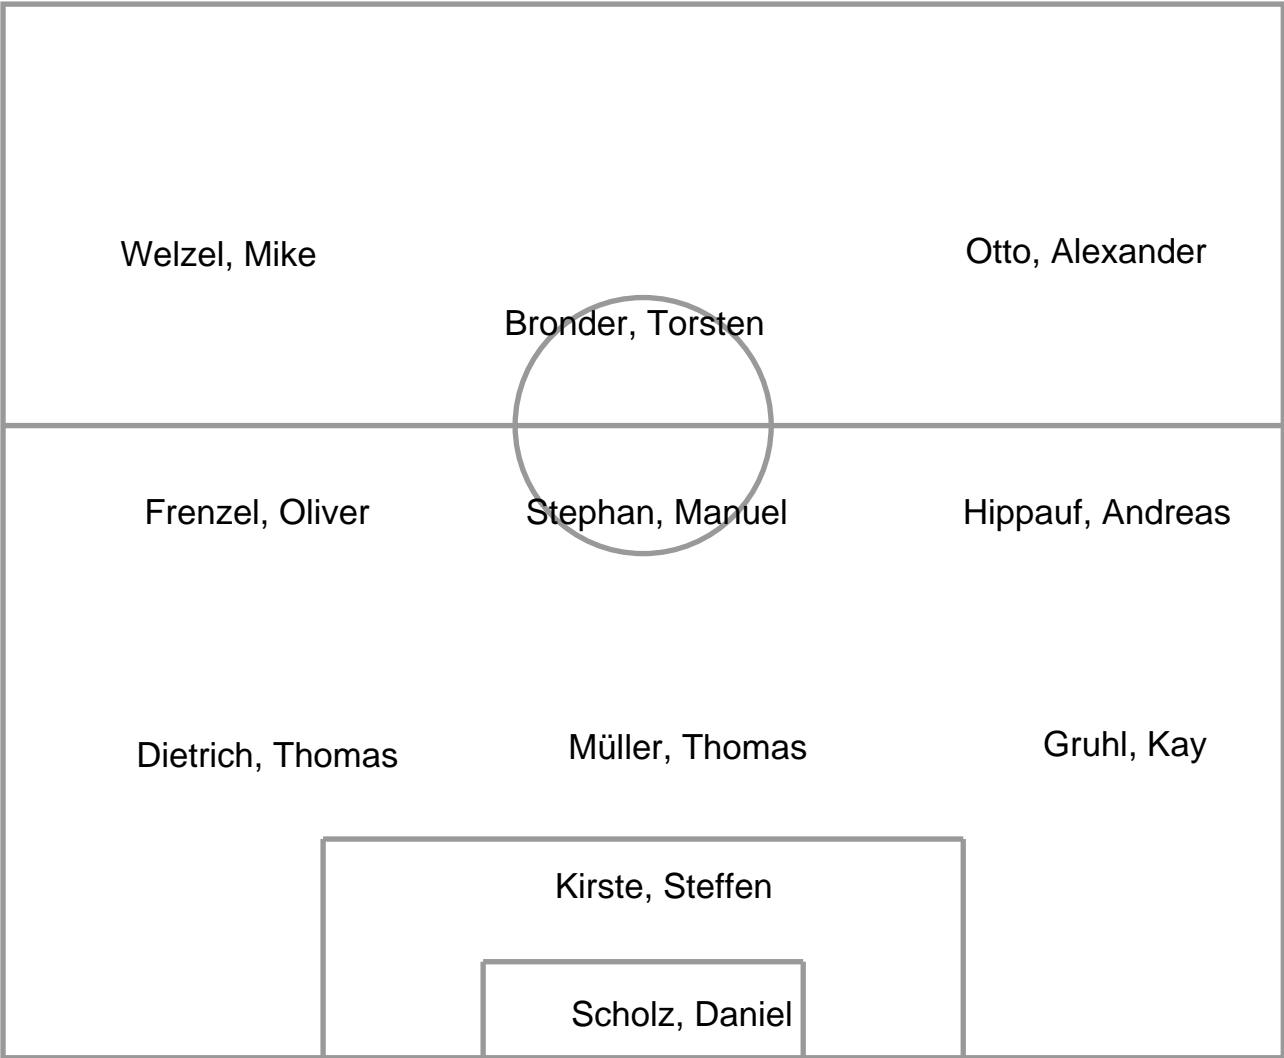 Welzel, Mike
Otto, Alexander
Bronder, Torsten
Frenzel, Oliver
Stephan, Manuel
Hippauf, Andreas
Dietrich, Thomas
Müller, Thomas
Gruhl, Kay
Kirste, Steffen
Scholz, Daniel